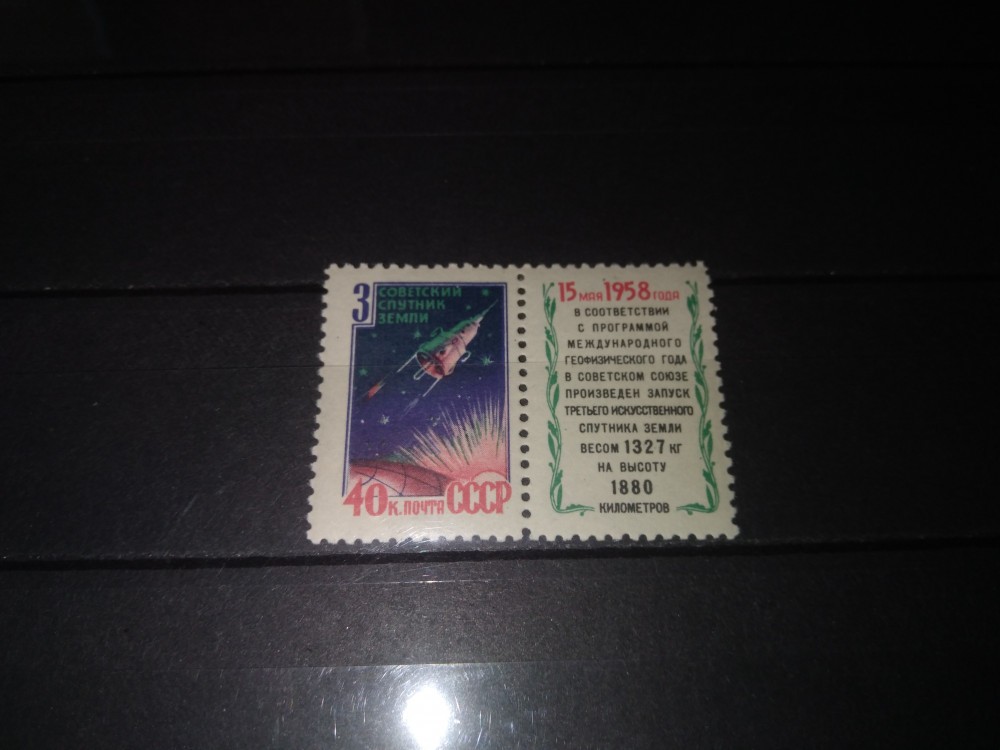 3 СОВЕТСКИЙ
СПУТНИК
ЗЕМЛИ
40 К. ПОЧТА СССР
15 МАЯ 1958 ГОДА
В СООТВЕТСТВИИ
С ПРОГРАММОЙ
МЕЖДУНАРОДНОГО
ГЕОФИЗИЧЕСКОГО ГОДА
В СОВЕТСКОМ СОЮЗЕ
ПРОИЗВЕДЕН ЗАПУСК
ТРЕТЬЕГО ИСКУССТВЕННОГО
СПУТНИКА ЗЕМЛИ
ВЕСОМ 1327 КГ
НА ВЫСОТУ
1880
КИЛОМЕТРОВ